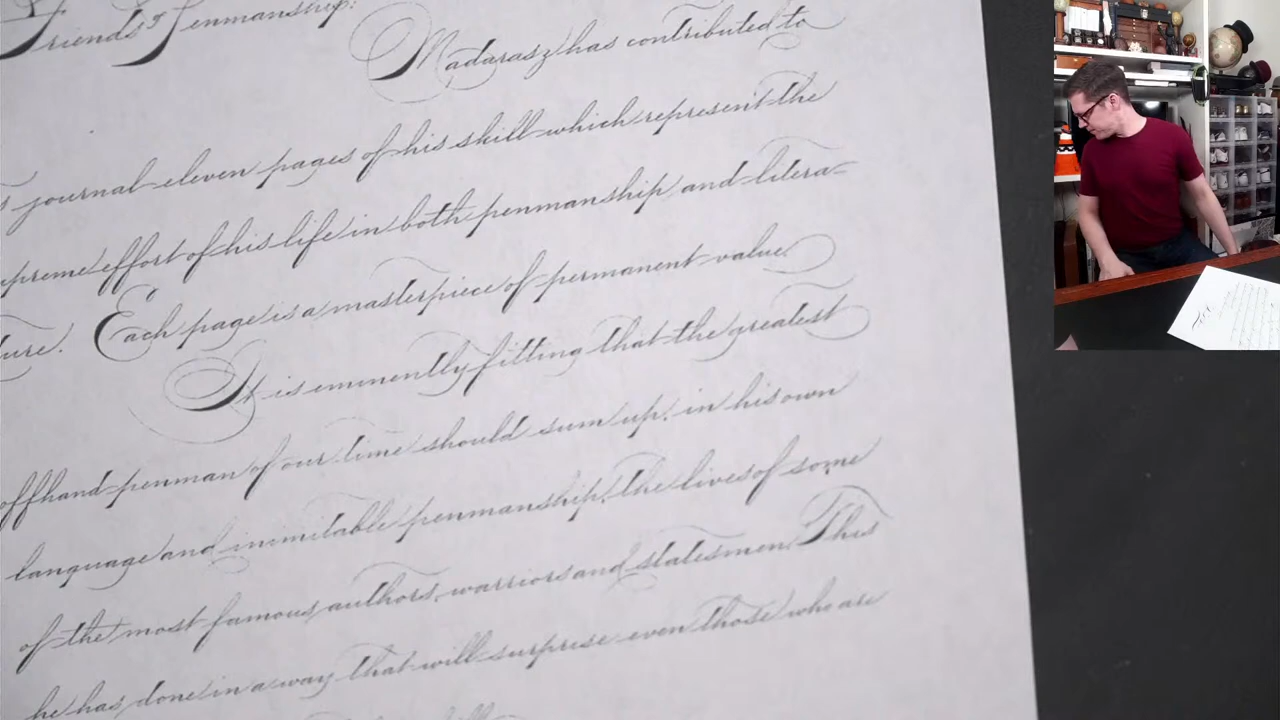 Friends of Penmanship:
Madarasz has contributed to
journal eleven pages of his skill which represent the
upreme effort of his life in both penmanship and litera-
ture. Each page is a masterpiece of permanent value.
It is eminently fitting that the greatest
offhand penman of our time should sum up, in his own
language and inimitable penmanship, the lives of some
of the most famous authors, warriors and statesmen. This
he has done in a way that will surprise even those who are